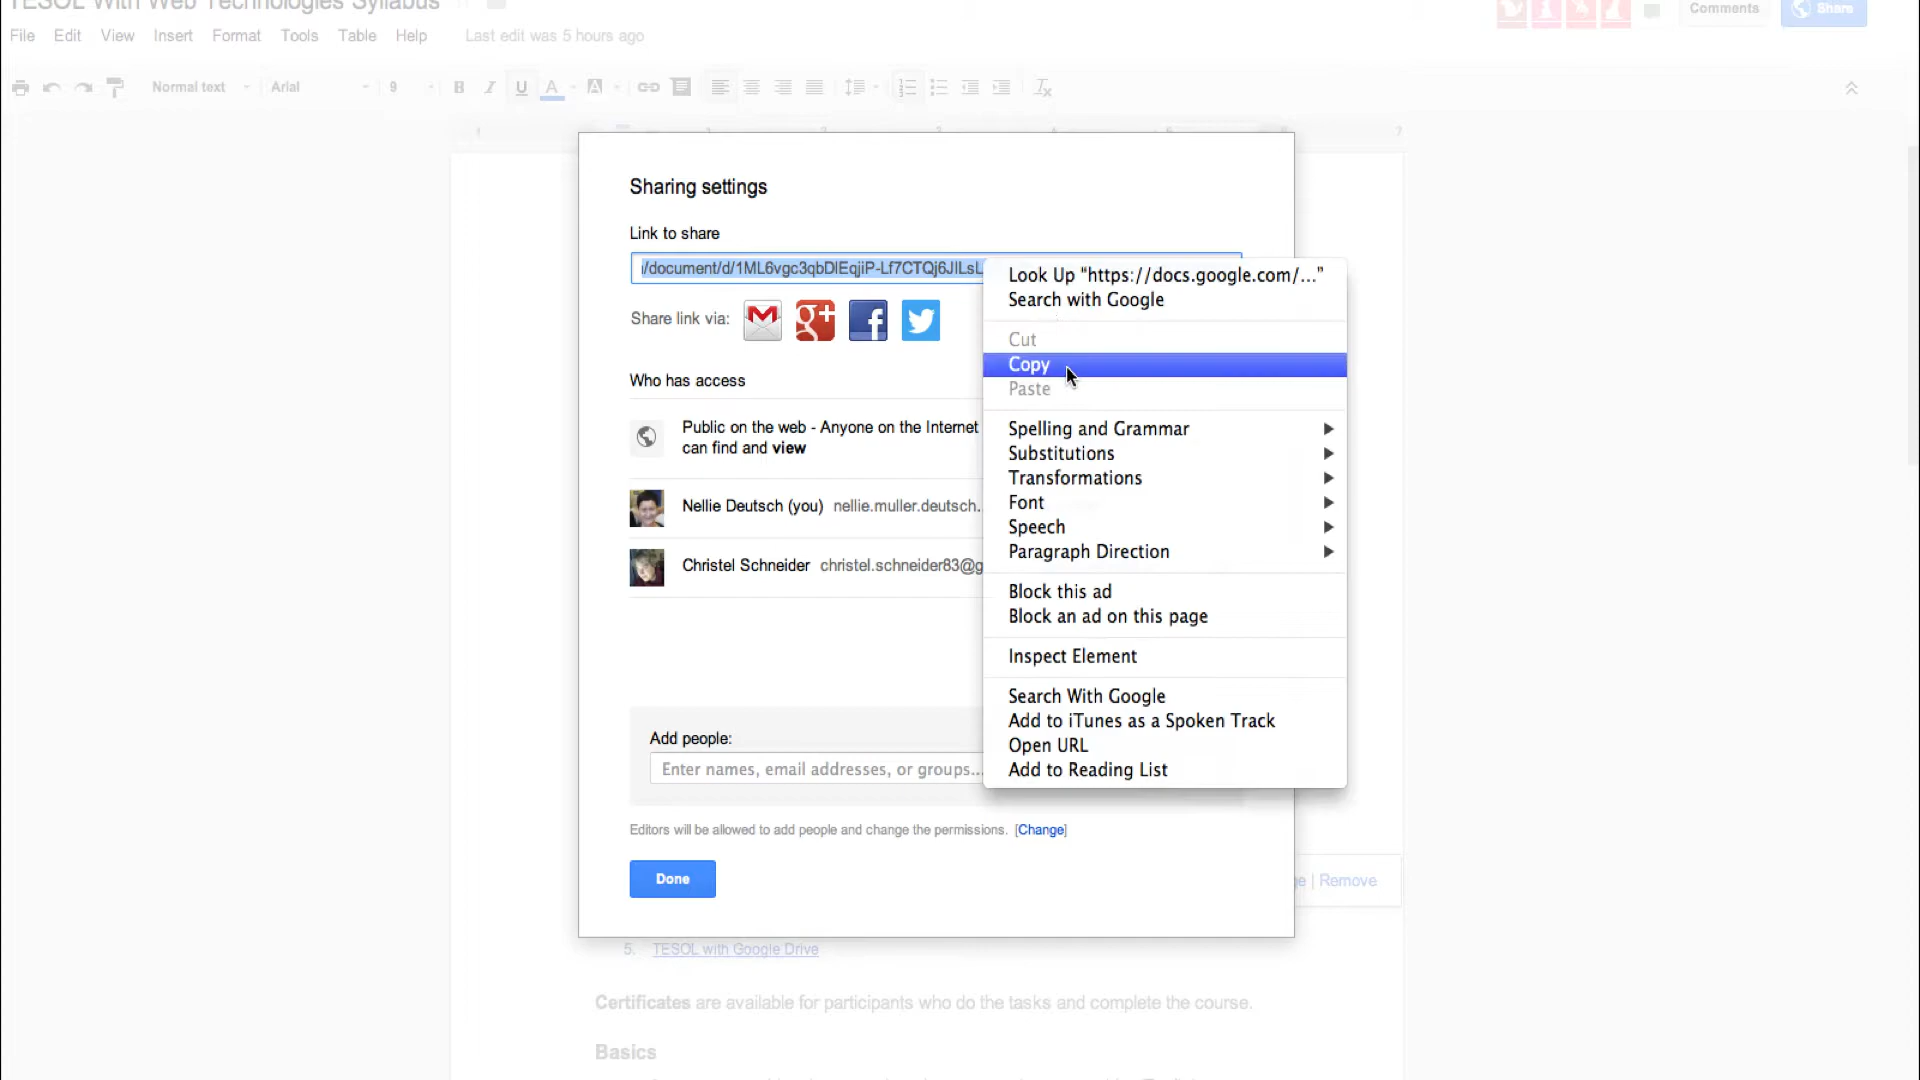 TESOL With Web Technologies Syllabus
Comments
Share
File Edit View Insert Format Tools Table Help Last edit was 5 hours ago
Normal text Arial 9 B I U A A
7
Sharing settings
Link to share
/document/d/1ML6vgc3qbDIEqjiP-Lf7CTQj6JILsL
Share link via:
Who has access
Public on the web - Anyone on the Internet
can find and view
Nellie Deutsch (you) nellie.muller.deutsch...
Christel Schneider christel.schneider83@g
Add people:
Enter names, email addresses, or groups...
Editors will be allowed to add people and change the permissions. [Change]
Done
Look Up “https://docs.google.com/...”
Search with Google
Cut
Copy
Paste
Spelling and Grammar
Substitutions
Transformations
Font
Speech
Paragraph Direction
Block this ad
Block an ad on this page
Inspect Element
Search With Google
Add to iTunes as a Spoken Track
Open URL
Add to Reading List
ge | Remove
5. TESOL with Google Drive
Certificates are available for participants who do the tasks and complete the course.
Basics